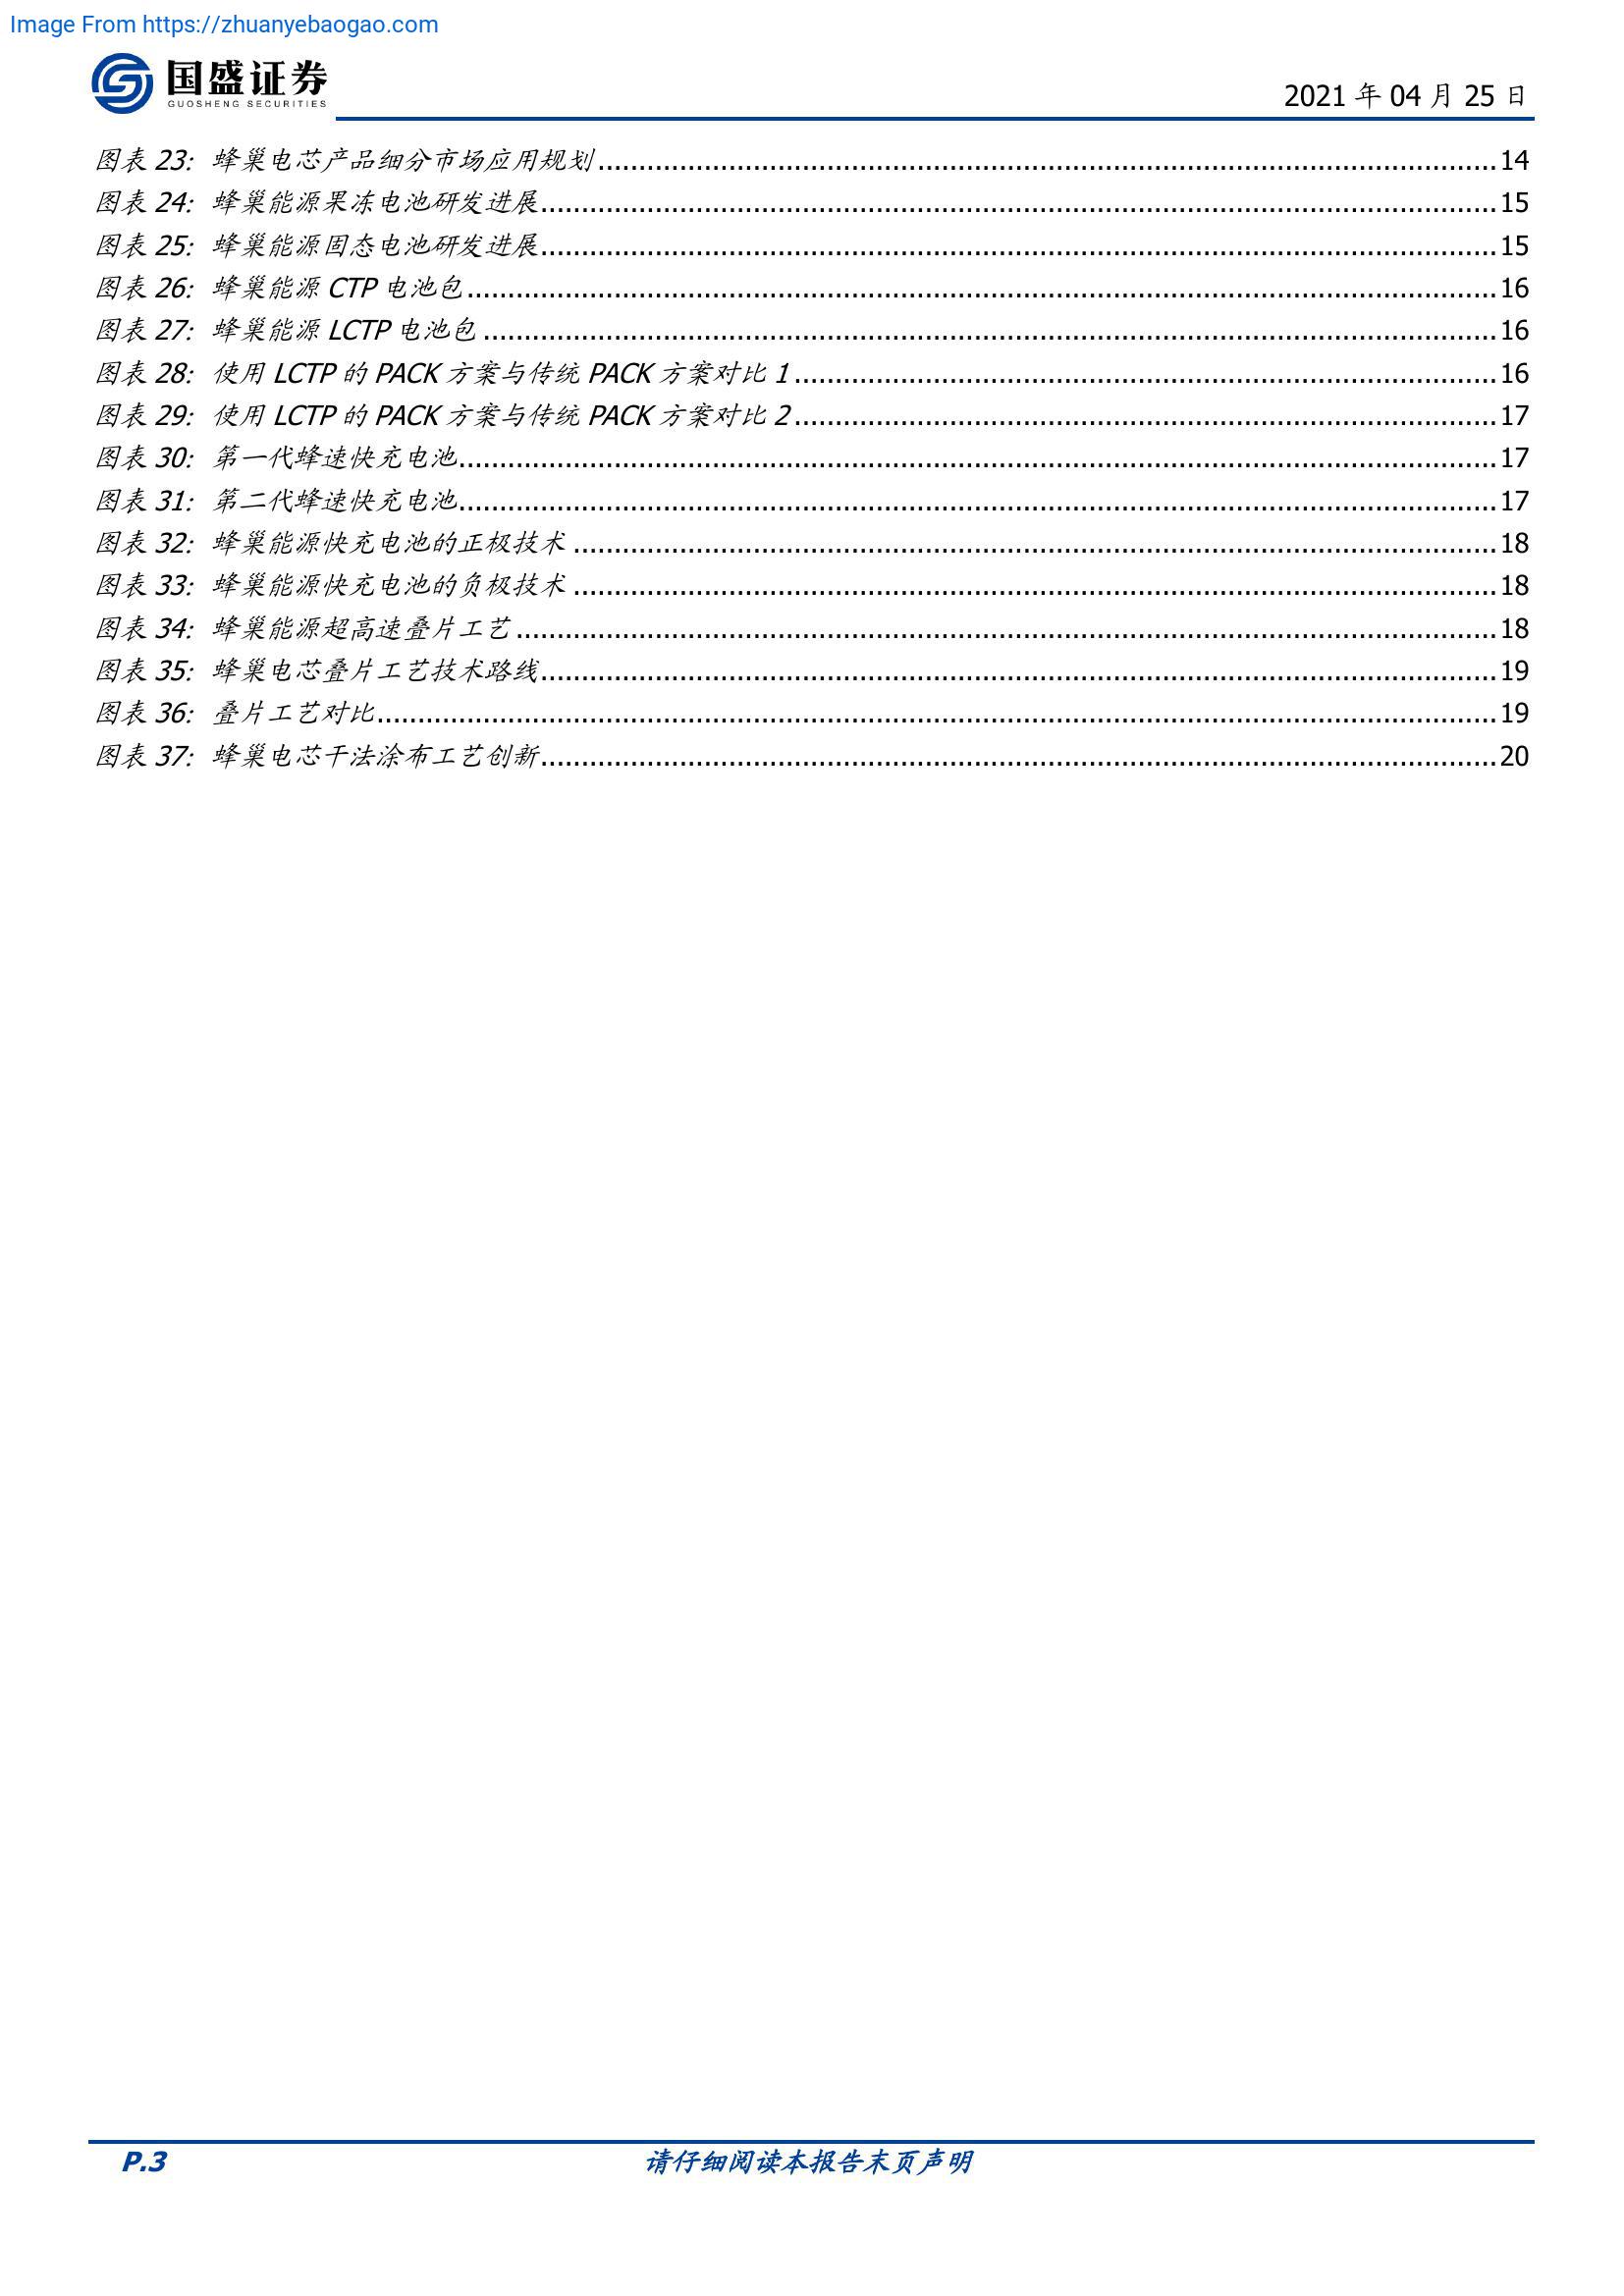 Image From https://zhuanyebaogao.com
国盛证券
GUOSHENG SECURITIES
2021 年 04 月 25 日
图表 23: 蜂巢电芯产品细分市场应用规划 14
图表 24: 蜂巢能源果冻电池研发进展 15
图表 25: 蜂巢能源固态电池研发进展 15
图表 26: 蜂巢能源 CTP 电池包 16
图表 27: 蜂巢能源 LCTP 电池包 16
图表 28: 使用 LCTP 的 PACK 方案与传统 PACK 方案对比 1 16
图表 29: 使用 LCTP 的 PACK 方案与传统 PACK 方案对比 2 17
图表 30: 第一代蜂速快充电池 17
图表 31: 第二代蜂速快充电池 17
图表 32: 蜂巢能源快充电池的正极技术 18
图表 33: 蜂巢能源快充电池的负极技术 18
图表 34: 蜂巢能源超高速叠片工艺 18
图表 35: 蜂巢电芯叠片工艺技术路线 19
图表 36: 叠片工艺对比 19
图表 37: 蜂巢电芯干法涂布工艺创新 20
P.3
请仔细阅读本报告末页声明